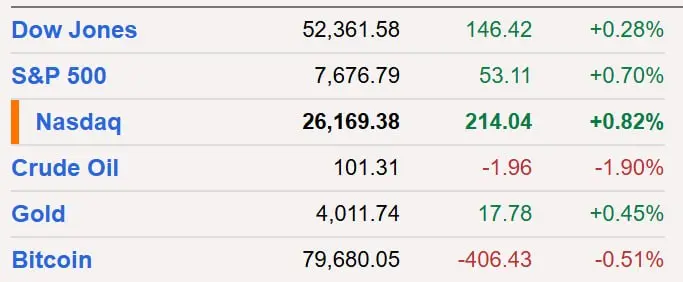 Dow Jones 52,361.58 146.42 +0.28%
S&P 500 7,676.79 53.11 +0.70%
Nasdaq 26,169.38 214.04 +0.82%
Crude Oil 101.31 -1.96 -1.90%
Gold 4,011.74 17.78 +0.45%
Bitcoin 79,680.05 -406.43 -0.51%